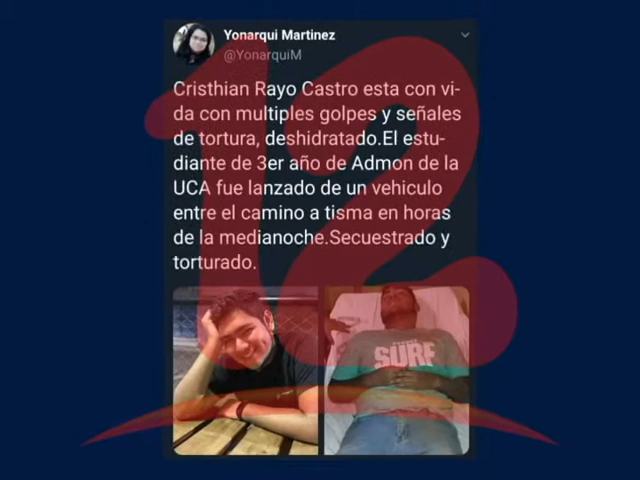 Yonarqui Martinez
@YonarquiM
Cristhian Rayo Castro esta con vi-
da con multiples golpes y señales
de tortura, deshidratado.El estu-
diante de 3er año de Admon de la
UCA fue lanzado de un vehiculo
entre el camino a tisma en horas
de la medianoche.Secuestrado y
torturado.
SURF
12